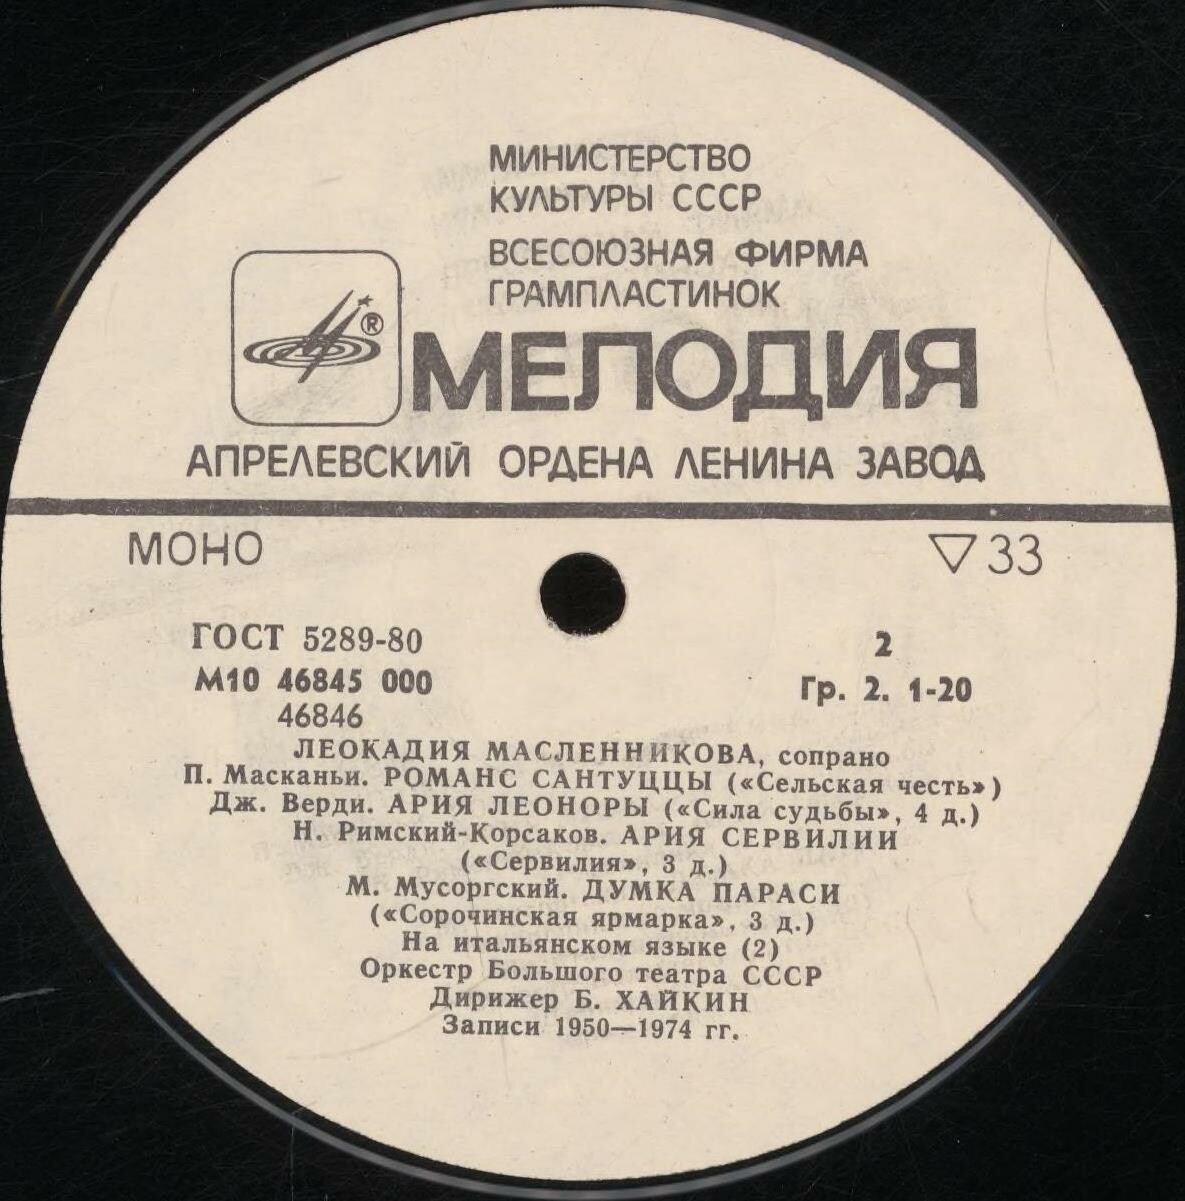 МИНИСТЕРСТВО
КУЛЬТУРЫ СССР
ВСЕСОЮЗНАЯ ФИРМА
ГРАМПЛАСТИНОК
®
МЕЛОДИЯ
АПРЕЛЕВСКИЙ ОРДЕНА ЛЕНИНА ЗАВОД
МОНО ▽33
ГОСТ 5289-80 2
М10 46845 000 Гр. 2. 1-20
46846
ЛЕОКАДИЯ МАСЛЕННИКОВА, сопрано
П. Масканьи. РОМАНС САНТУЦЦЫ («Сельская честь»)
Дж. Верди. АРИЯ ЛЕОНОРЫ («Сила судьбы», 4 д.)
Н. Римский-Корсаков. АРИЯ СЕРВИЛИИ
(«Сервилия», 3 д.)
М. Мусоргский. ДУМКА ПАРАСИ
(«Сорочинская ярмарка», 3 д.)
На итальянском языке (2)
Оркестр Большого театра СССР
Дирижер Б. ХАЙКИН
Записи 1950—1974 гг.